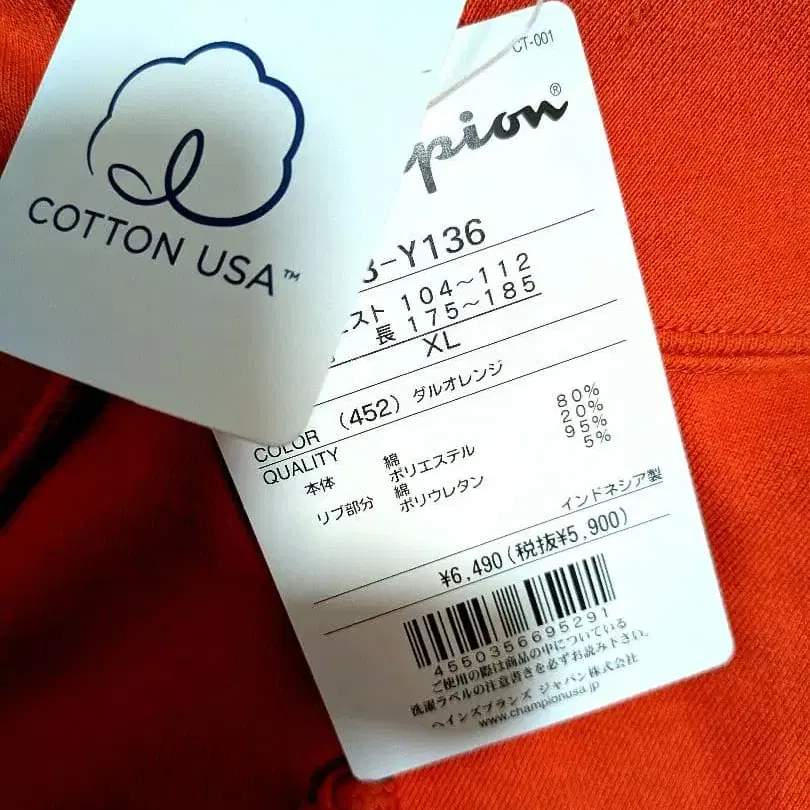 COTTON USA™
CT-001
pion®
-Y136
スト 104～112
長 175～185
XL
COLOR (452) ダルオレンジ
QUALITY
本体 綿 80%
ポリエステル 20%
リブ部分 綿 95%
ポリウレタン 5%
インドネシア製
¥6,490(税抜¥5,900)
4550356695291
ご使用の際は商品の中についている
洗濯ラベルの注意書きを必ずお読み下さい。
ヘインズブランズ ジャパン株式会社
www.championusa.jp